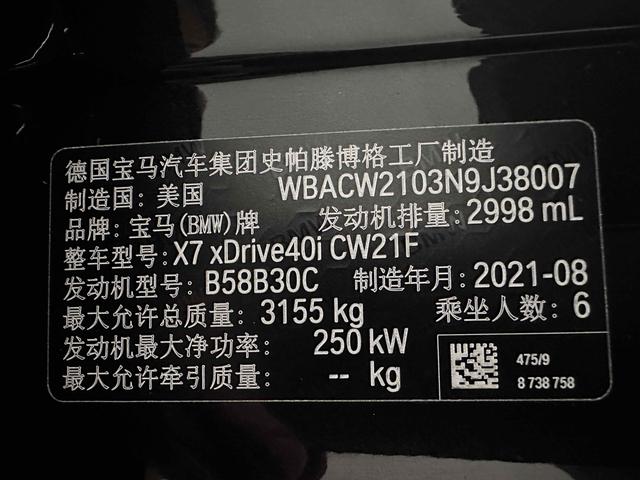 德国宝马汽车集团史帕滕博格工厂制造
制造国: 美国 WBACW2103N9J38007
品牌: 宝马(BMW)牌 发动机排量: 2998 mL
整车型号: X7 xDrive40i CW21F
发动机型号: B58B30C 制造年月: 2021-08
最大允许总质量: 3155 kg 乘坐人数: 6
发动机最大净功率: 250 kW
最大允许牵引质量: -- kg
475/9
8 738 758